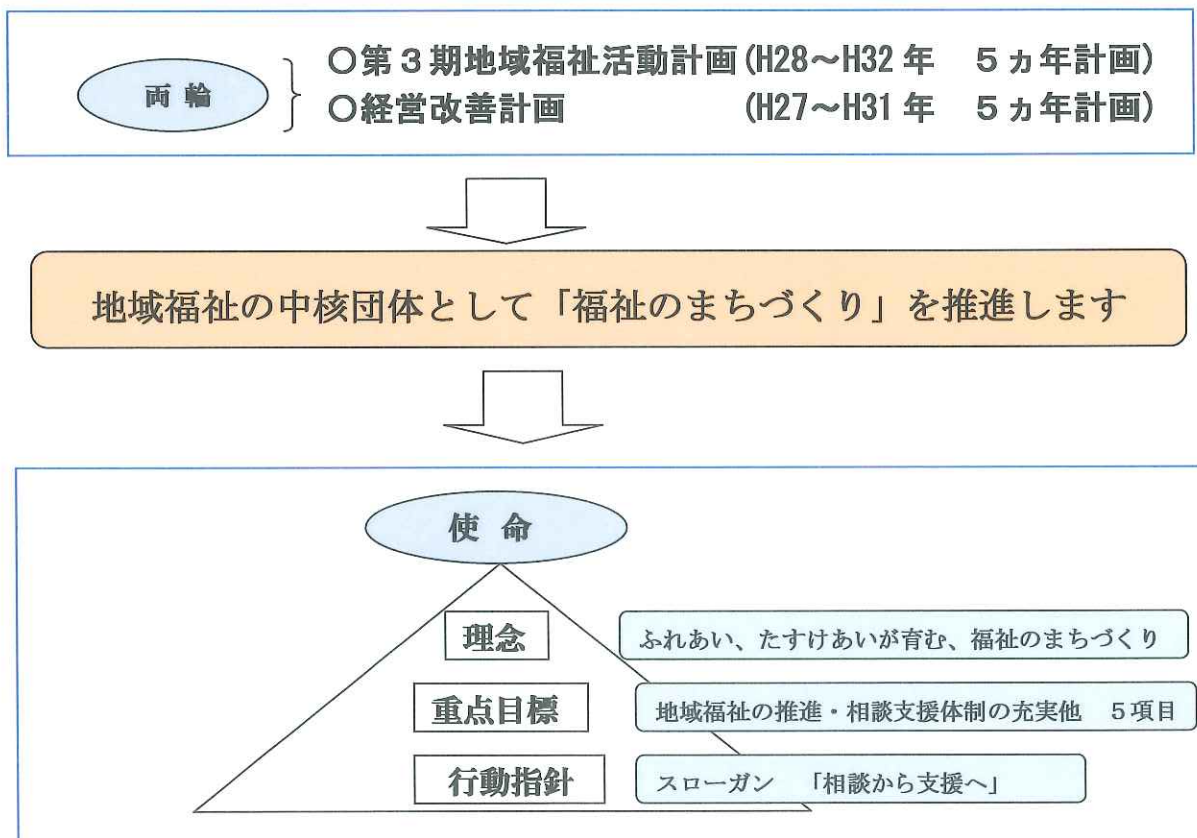 両輪
○第３期地域福祉活動計画(H28～H32年　５ヵ年計画)
○経営改善計画　(H27～H31年　５ヵ年計画)
地域福祉の中核団体として「福祉のまちづくり」を推進します
使命
理念
ふれあい、たすけあいが育む、福祉のまちづくり
重点目標
地域福祉の推進・相談支援体制の充実他　５項目
行動指針
スローガン　「相談から支援へ」